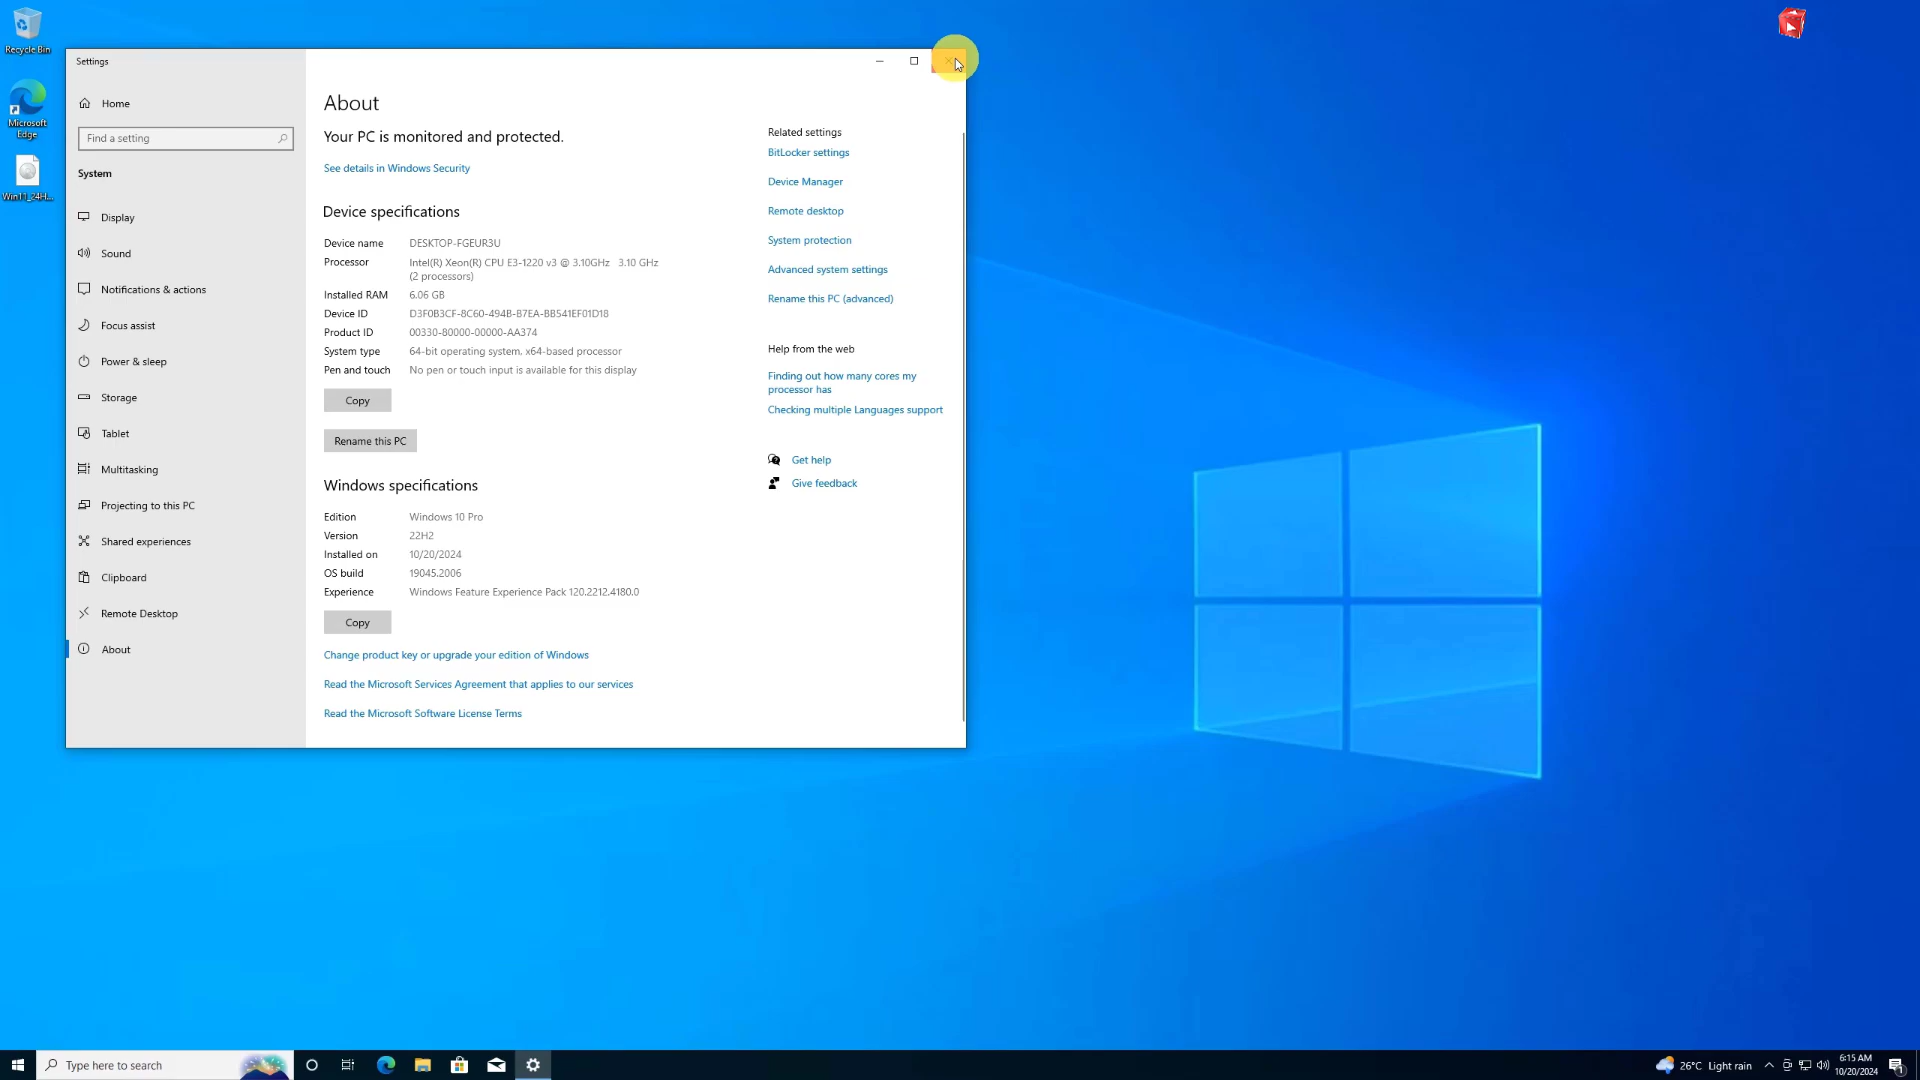 Recycle Bin
Microsoft
Edge
Win11_24H...
Settings
Home
Find a setting
System
Display
Sound
Notifications & actions
Focus assist
Power & sleep
Storage
Tablet
Multitasking
Projecting to this PC
Shared experiences
Clipboard
Remote Desktop
About
About
Your PC is monitored and protected.
See details in Windows Security
Device specifications
Device name DESKTOP-FGEUR3U
Processor Intel(R) Xeon(R) CPU E3-1220 v3 @ 3.10GHz 3.10 GHz
(2 processors)
Installed RAM 6.06 GB
Device ID D3F0B3CF-8C60-494B-B7EA-BB541EF01D18
Product ID 00330-80000-00000-AA374
System type 64-bit operating system, x64-based processor
Pen and touch No pen or touch input is available for this display
Copy
Rename this PC
Windows specifications
Edition Windows 10 Pro
Version 22H2
Installed on 10/20/2024
OS build 19045.2006
Experience Windows Feature Experience Pack 120.2212.4180.0
Copy
Change product key or upgrade your edition of Windows
Read the Microsoft Services Agreement that applies to our services
Read the Microsoft Software License Terms
Related settings
BitLocker settings
Device Manager
Remote desktop
System protection
Advanced system settings
Rename this PC (advanced)
Help from the web
Finding out how many cores my
processor has
Checking multiple Languages support
Get help
Give feedback
Type here to search
26°C Light rain
6:15 AM
10/20/2024
1